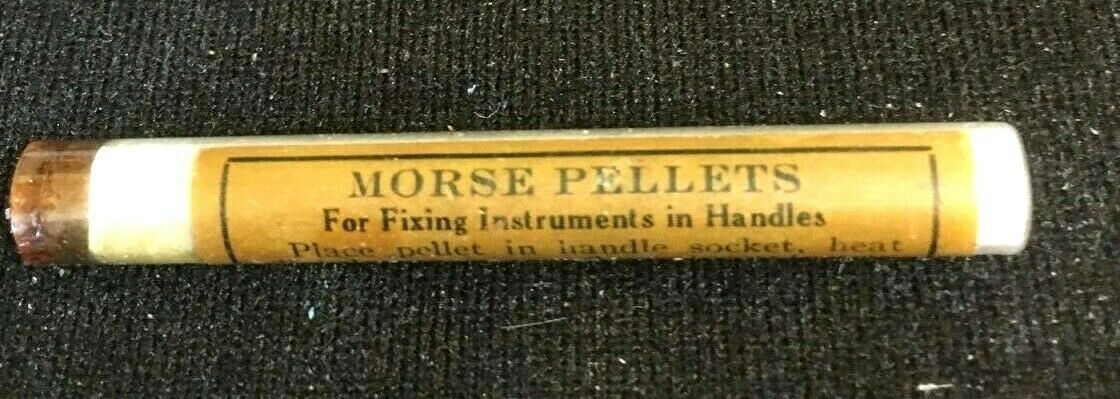 MORSE PELLETS
For Fixing Instruments in Handles
Place pellet in handle socket, heat